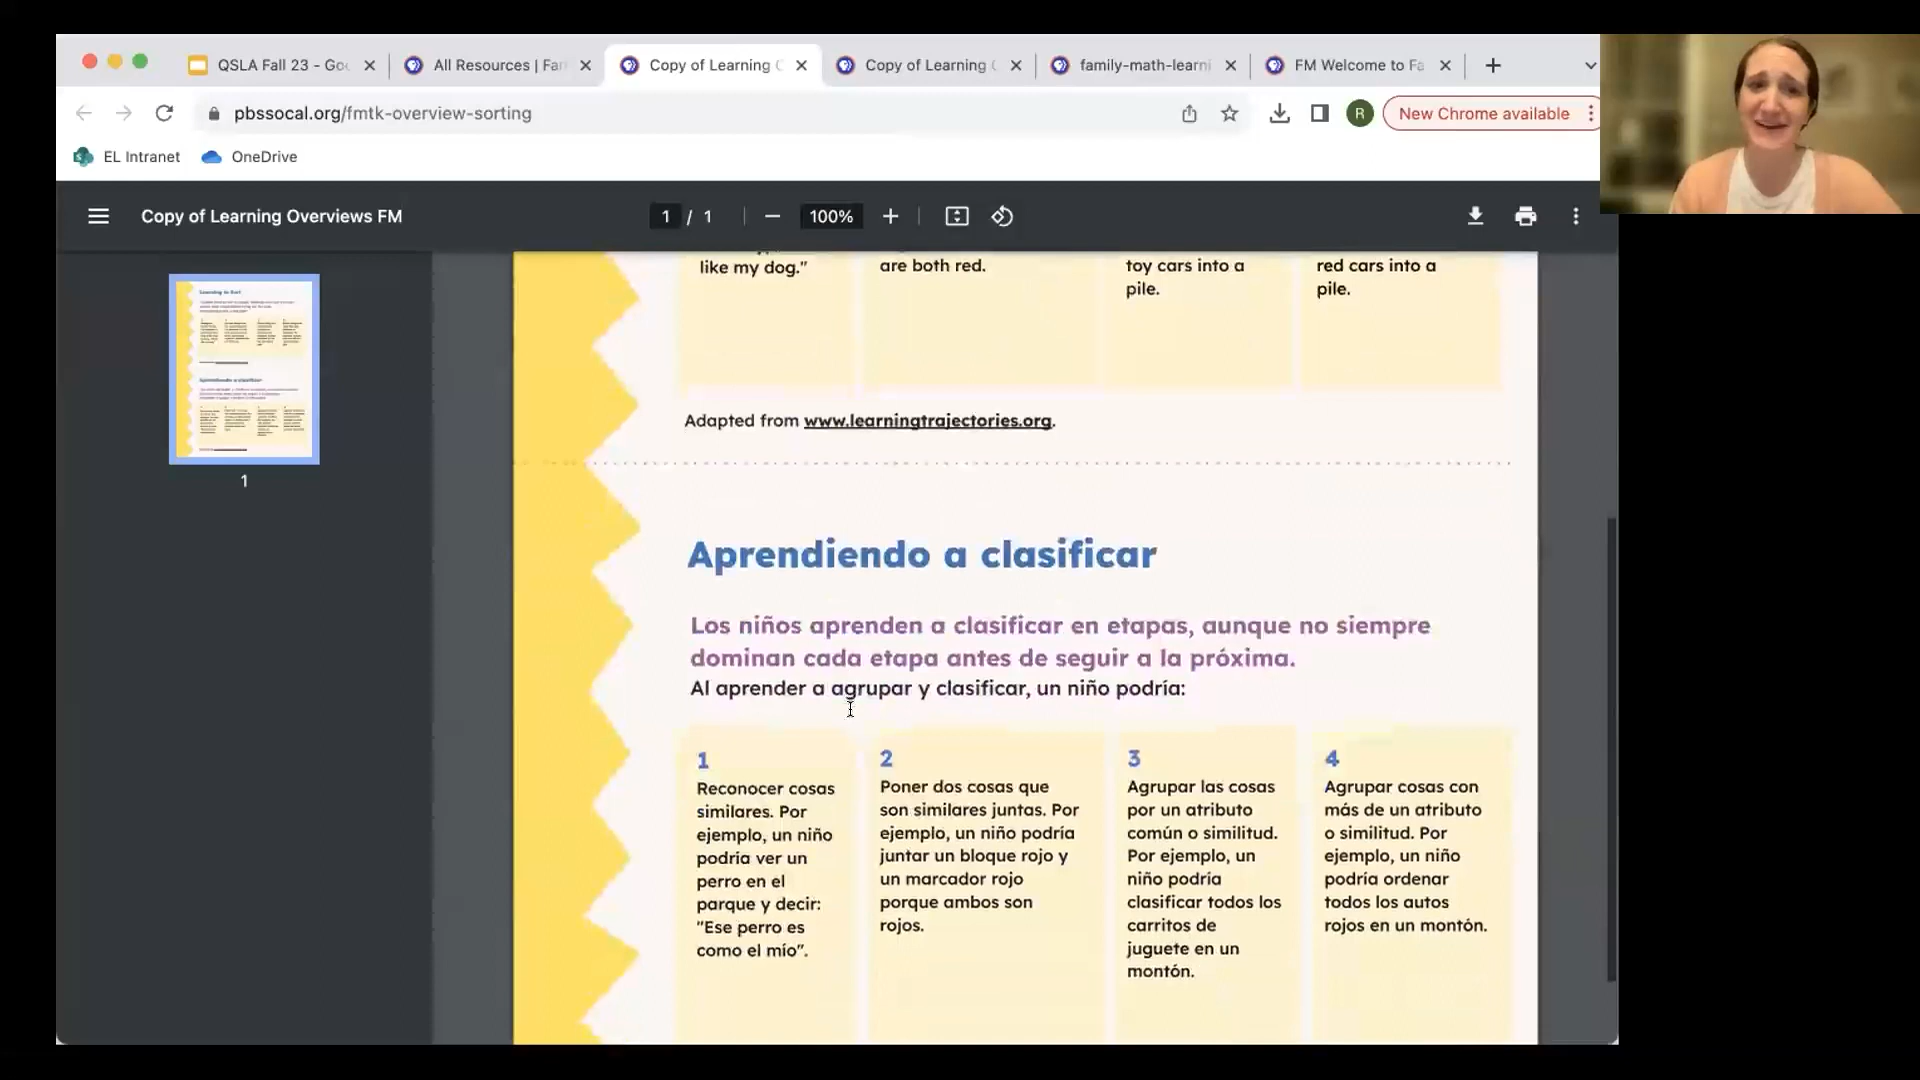 QSLA Fall 23 - Go
All Resources | Fa
Copy of Learning
Copy of Learning
family-math-learni
FM Welcome to Fa
pbssocal.org/fmtk-overview-sorting
R
New Chrome available
EL Intranet
OneDrive
Copy of Learning Overviews FM
1 / 1
100%
like my dog."
are both red.
toy cars into a
pile.
red cars into a
pile.
Adapted from www.learningtrajectories.org.
1
Aprendiendo a clasificar
Los niños aprenden a clasificar en etapas, aunque no siempre
dominan cada etapa antes de seguir a la próxima.
Al aprender a agrupar y clasificar, un niño podría:
1
Reconocer cosas
similares. Por
ejemplo, un niño
podría ver un
perro en el
parque y decir:
"Ese perro es
como el mío".
2
Poner dos cosas que
son similares juntas. Por
ejemplo, un niño podría
juntar un bloque rojo y
un marcador rojo
porque ambos son
rojos.
3
Agrupar las cosas
por un atributo
común o similitud.
Por ejemplo, un
niño podría
clasificar todos los
carritos de
juguete en un
montón.
4
Agrupar cosas con
más de un atributo
o similitud. Por
ejemplo, un niño
podría ordenar
todos los autos
rojos en un montón.